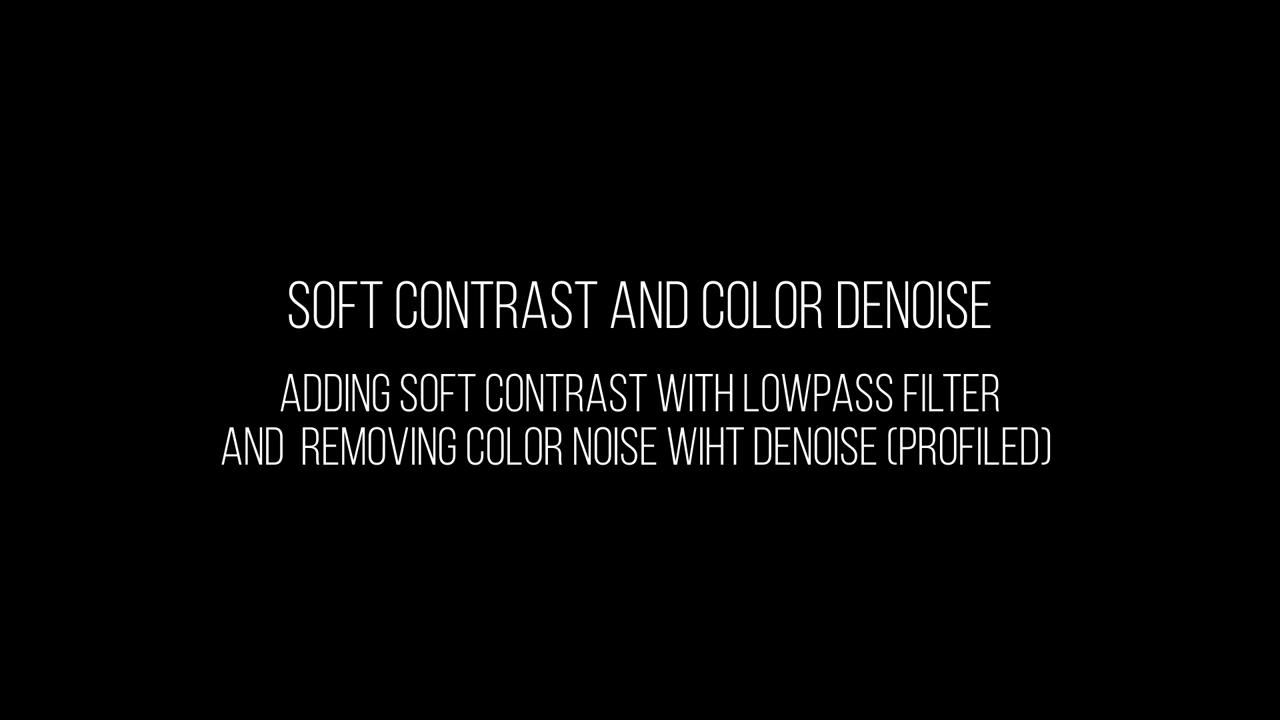 SOFT CONTRAST AND COLOR DENOISE
ADDING SOFT CONTRAST WITH LOWPASS FILTER
AND  REMOVING COLOR NOISE WIHT DENOISE (PROFILED)